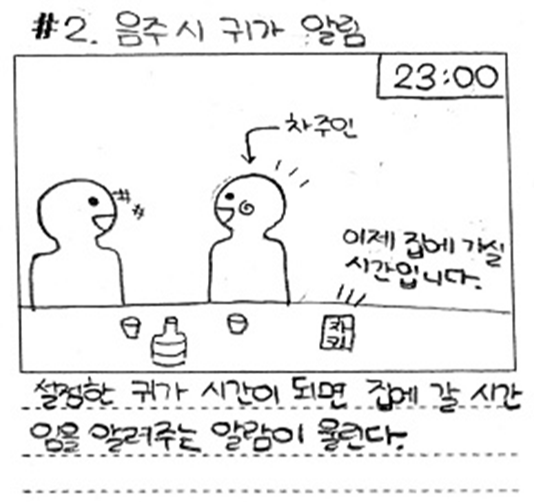 #2. 음주 시 귀가 알림
23:00
차주인
이제 집에 가실
시간입니다.
차
키
설정한 귀가 시간이 되면 집에 갈 시간
임을 알려주는 알람이 울린다.